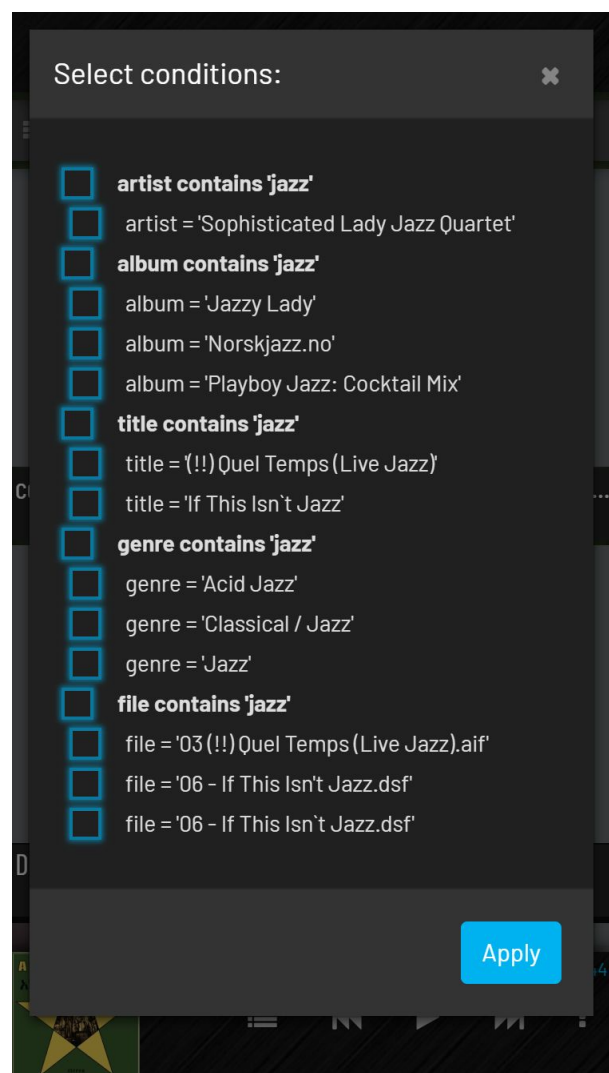 Select conditions:
artist contains 'jazz'
artist = 'Sophisticated Lady Jazz Quartet'
album contains 'jazz'
album = 'Jazzy Lady'
album = 'Norskjazz.no'
album = 'Playboy Jazz: Cocktail Mix'
title contains 'jazz'
title = '(!!) Quel Temps (Live Jazz)'
title = 'If This Isn`t Jazz'
genre contains 'jazz'
genre = 'Acid Jazz'
genre = 'Classical / Jazz'
genre = 'Jazz'
file contains 'jazz'
file = '03 (!!) Quel Temps (Live Jazz).aif'
file = '06 - If This Isn't Jazz.dsf'
file = '06 - If This Isn`t Jazz.dsf'
Apply